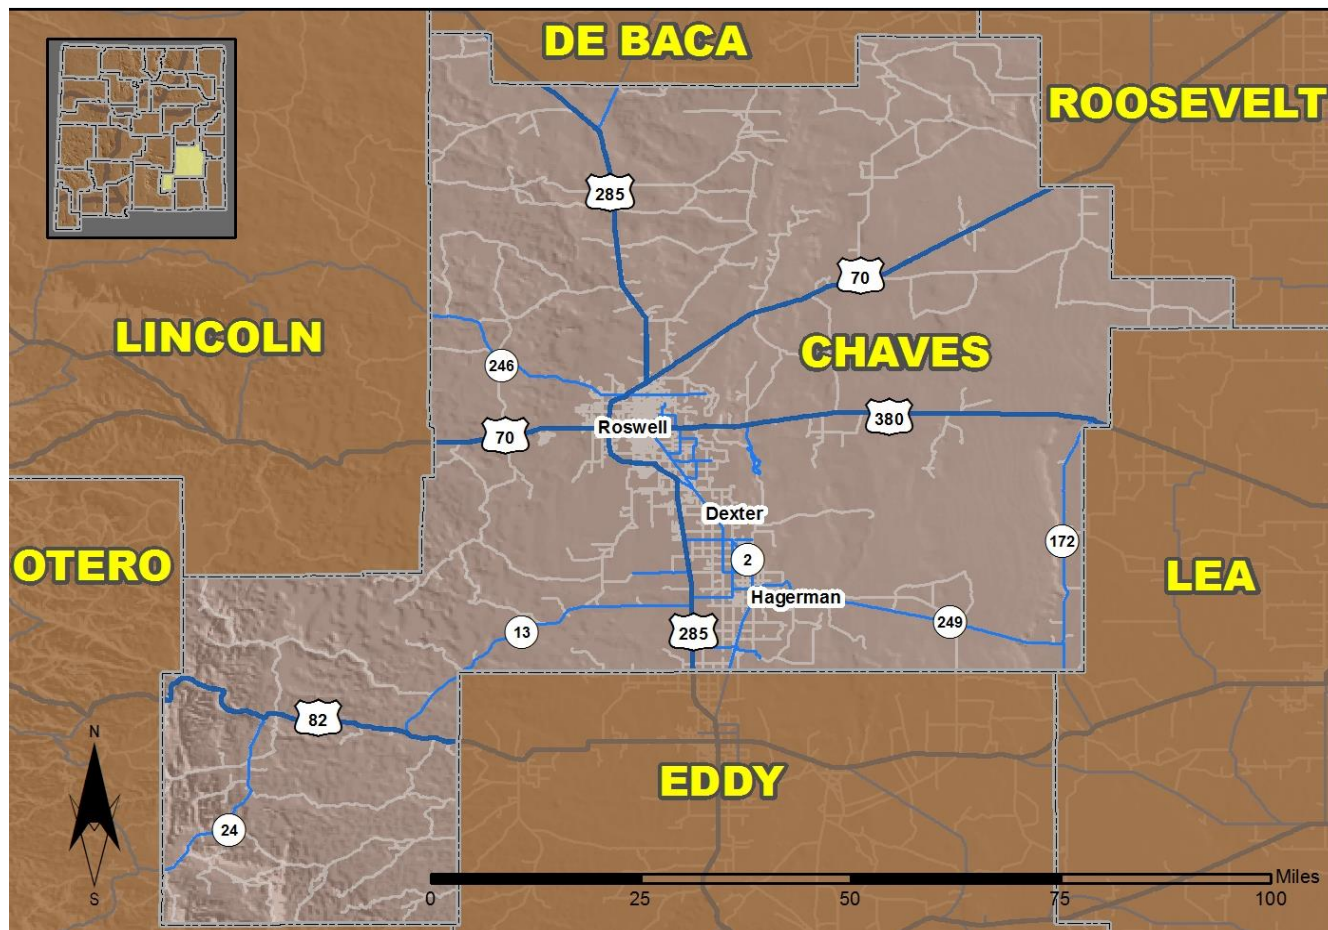 DE BACA
ROOSEVELT
285
70
LINCOLN
CHAVES
246
380
70
Roswell
Dexter
172
2
OTERO
LEA
Hagerman
13
285
249
82
N
EDDY
24
S
Miles
0
25
50
75
100